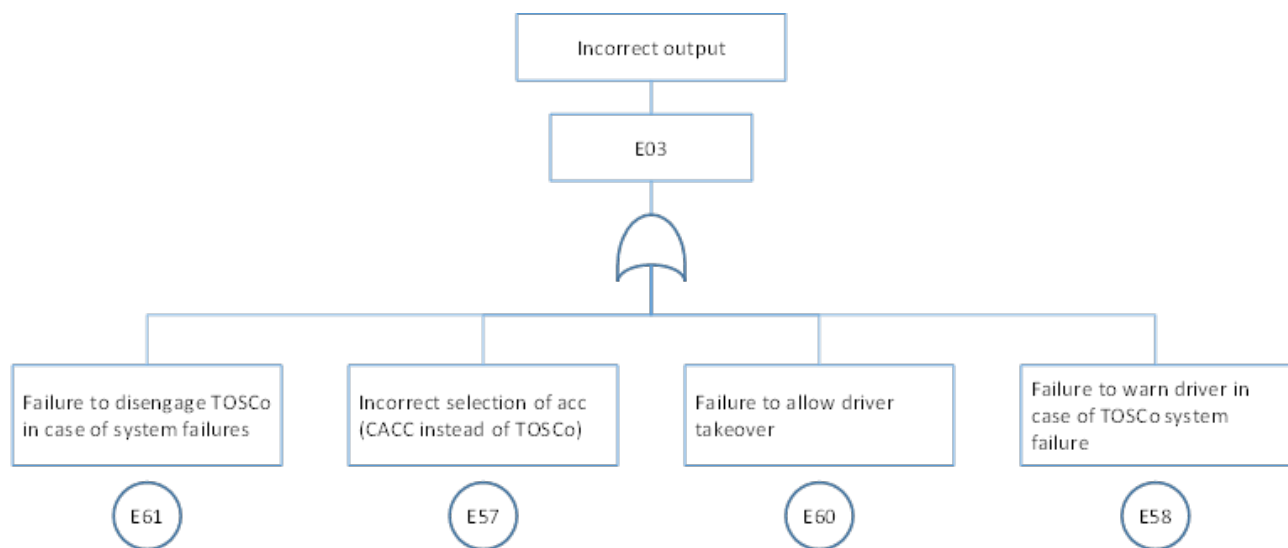 Incorrect output
E03
Failure to disengage TOSCo
in case of system failures
Incorrect selection of acc
(CACC instead of TOSCo)
Failure to allow driver
takeover
Failure to warn driver in
case of TOSCo system
failure
E61
E57
E60
E58